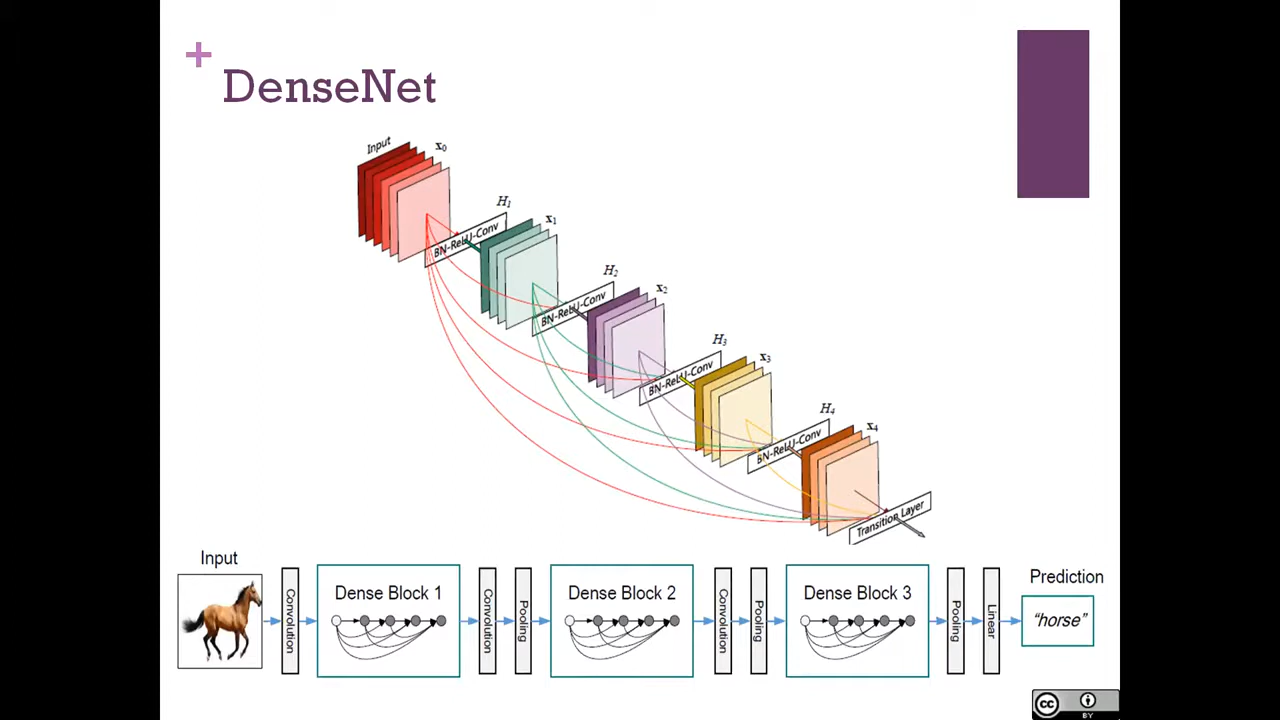 +
DenseNet
Input
x0
H1
BN-ReLU-Conv
x1
H2
BN-ReLU-Conv
x2
H3
BN-ReLU-Conv
x3
H4
BN-ReLU-Conv
x4
Transition Layer
Input
Convolution
Dense Block 1
Convolution
Pooling
Dense Block 2
Convolution
Pooling
Dense Block 3
Pooling
Linear
Prediction
“horse”
cc
BY